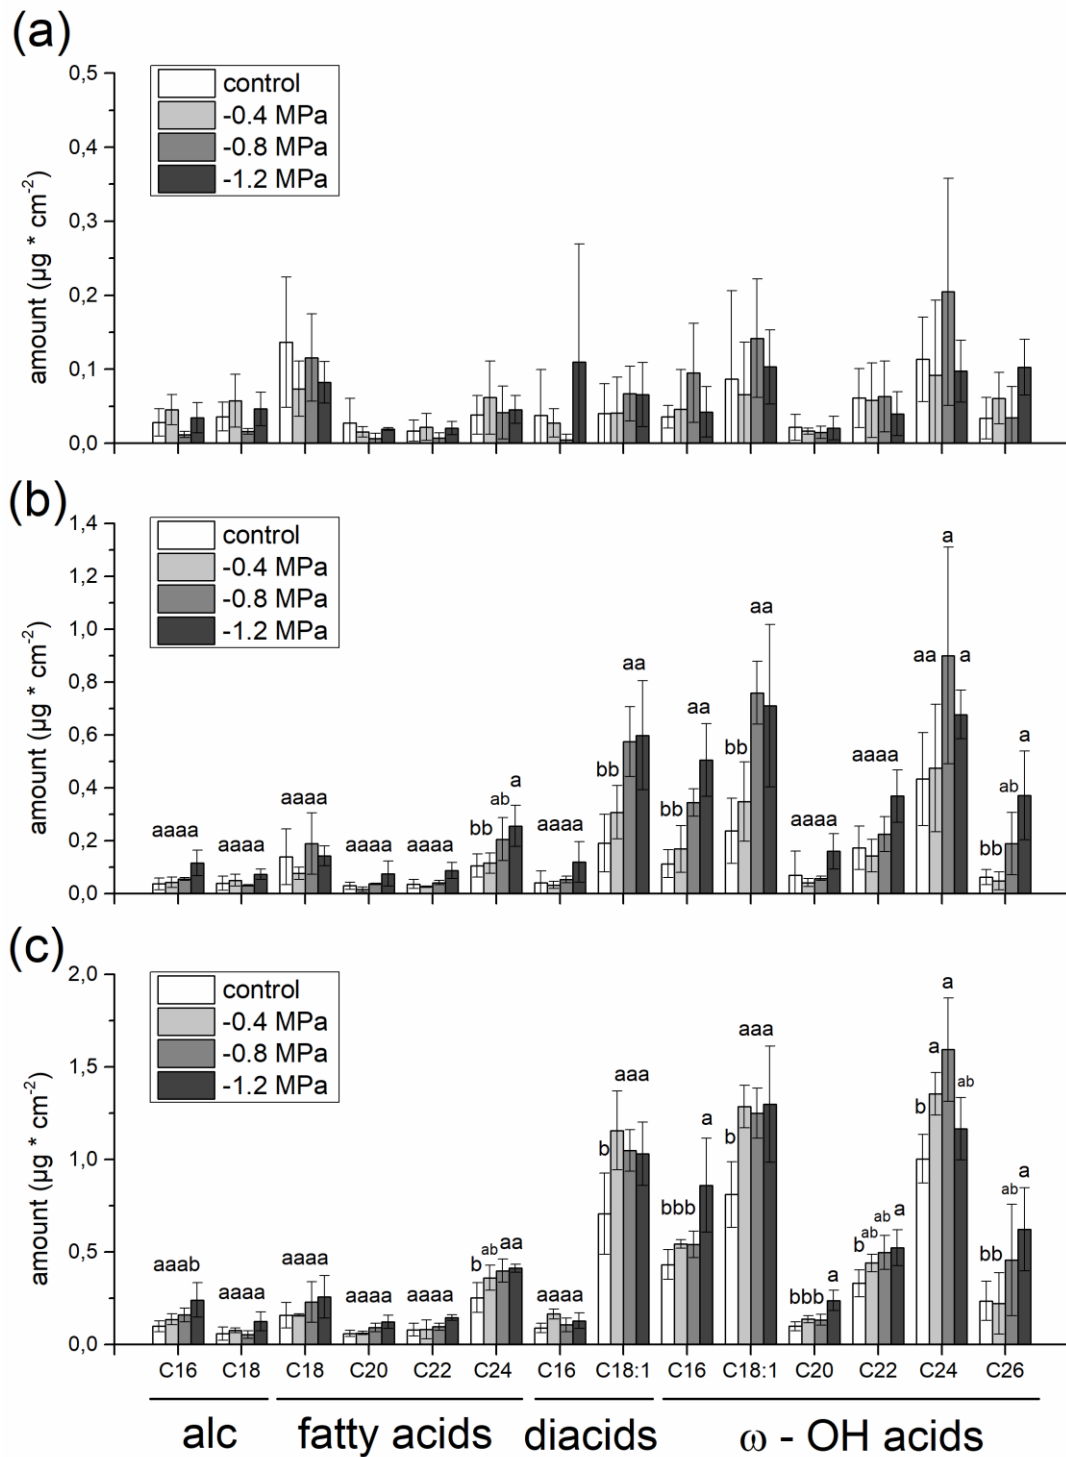 (a)
0,5
0,4
0,3
0,2
0,1
0,0
amount (µg * cm⁻²)
control
-0.4 MPa
-0.8 MPa
-1.2 MPa
(b)
1,4
1,2
1,0
0,8
0,6
0,4
0,2
0,0
amount (µg * cm⁻²)
control
-0.4 MPa
-0.8 MPa
-1.2 MPa
aaaa
aaaa
aaaa
aaaa
aaaa
bb ab a
aaaa
bb aa
bb aa
bb aa
aaaa
aaaa
aa a a
bb ab a
(c)
2,0
1,5
1,0
0,5
0,0
amount (µg * cm⁻²)
control
-0.4 MPa
-0.8 MPa
-1.2 MPa
aaab
aaaa
aaaa
aaaa
aaaa
b ab aa
aaaa
b aaa
bbb a
b aaa
bbb a
b ab ab a
b a a ab
bb ab a
C16 C18 C18 C20 C22 C24 C16 C18:1 C16 C18:1 C20 C22 C24 C26
alc fatty acids diacids ω - OH acids